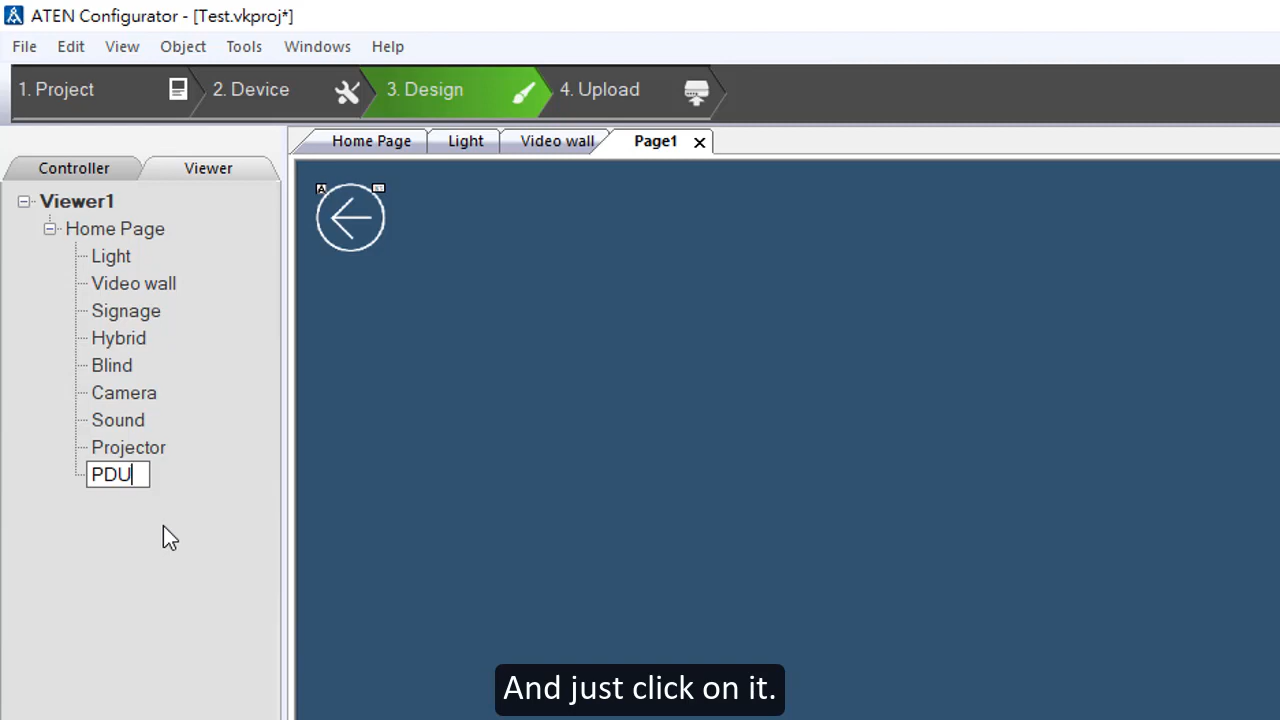 ATEN Configurator - [Test.vkproj*]
File Edit View Object Tools Windows Help
1. Project 2. Device 3. Design 4. Upload
Home Page Light Video wall Page1
Controller Viewer
Viewer1
Home Page
Light
Video wall
Signage
Hybrid
Blind
Camera
Sound
Projector
PDU
And just click on it.